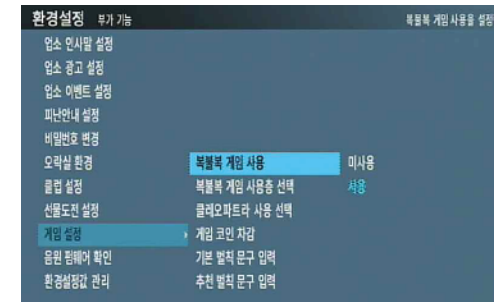 환경설정 부가 기능 복불복 게임 사용을 설정
업소 인사말 설정
업소 광고 설정
업소 이벤트 설정
피난안내 설정
비밀번호 변경
오락실 환경 복불복 게임 사용 미사용
클럽 설정 복불복 게임 사용층 선택 사용
선물도전 설정 클레오파트라 사용 선택
게임 설정 › 게임 코인 차감
음원 펌웨어 확인 기본 벌칙 문구 입력
환경설정값 관리 추천 벌칙 문구 입력